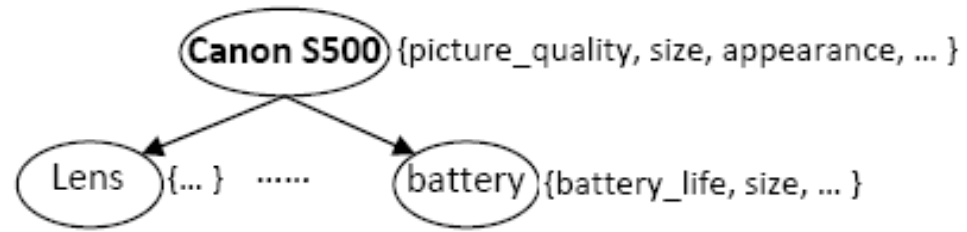 Canon S500 {picture_quality, size, appearance, ... }
Lens {... } ...... battery {battery_life, size, ... }